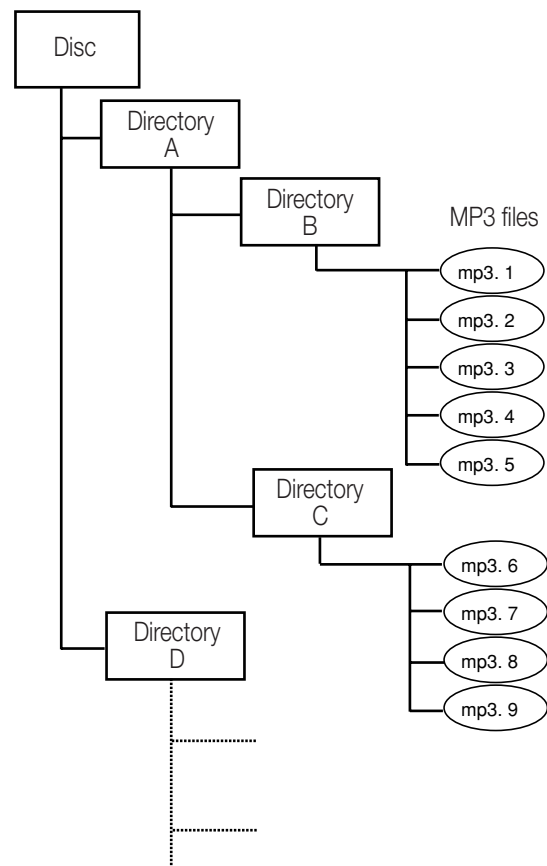 Disc
Directory
A
Directory
B
MP3 files
mp3. 1
mp3. 2
mp3. 3
mp3. 4
mp3. 5
Directory
C
mp3. 6
mp3. 7
mp3. 8
mp3. 9
Directory
D